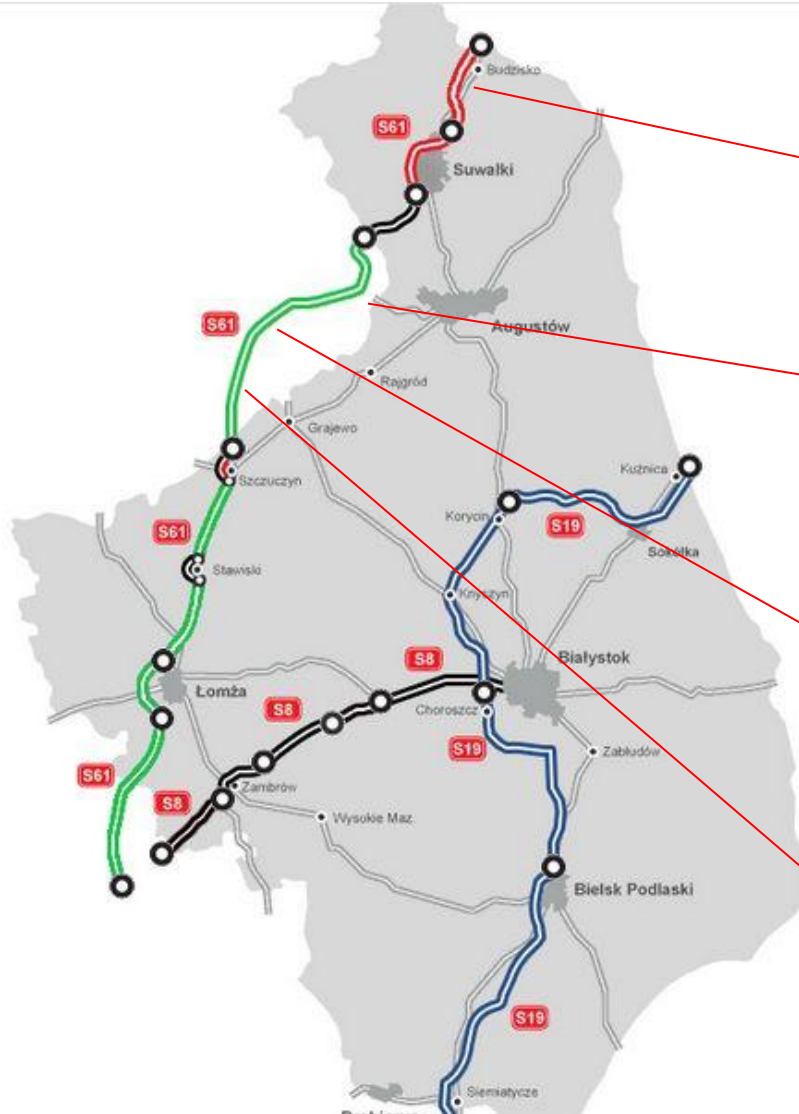 Budzisko
S61
Suwałki
S61
Augustów
Rajgród
Grajewo
Kuźnica
Szczuczyn
Korycin
S19
S61
Sokółka
Stawiski
Knyszyn
Białystok
S8
Łomża
S8
Choroszcz
S19
Zabłudów
S61
Zambrów
S8
Wysokie Maz
Bielsk Podlaski
S19
Siemiatycze